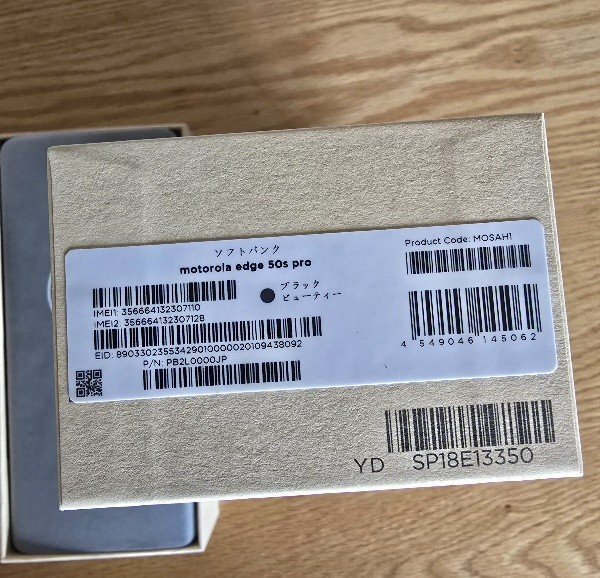 ソフトバンク
motorola edge 50s pro
Product Code: MOSAH1
ブラック
ビューティー
IMEI1: 356664132307110
IMEI2: 356664132307128
EID: 89033023553429010000020109438092
P/N: PB2L0000JP
4 549046 145062
YD SP18E13350